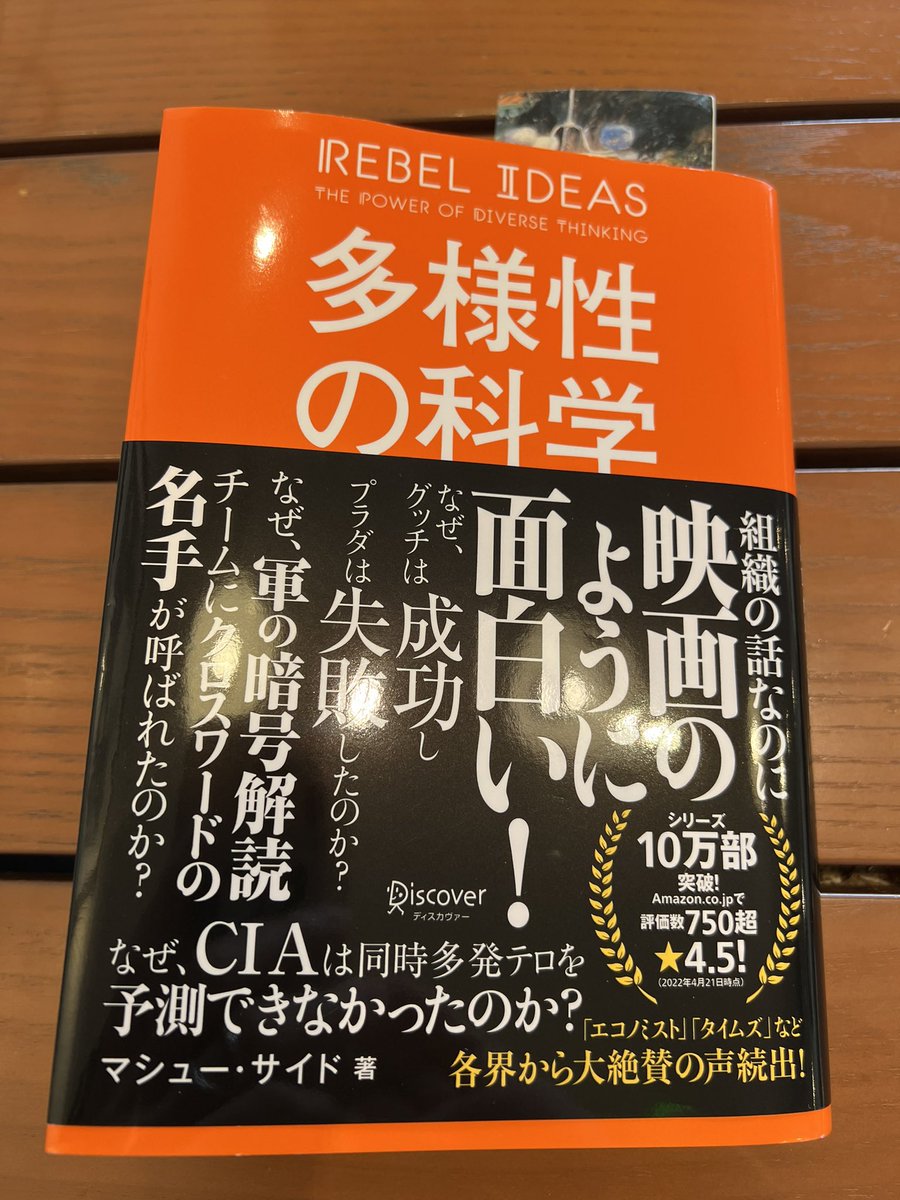 REBEL IDEAS
THE POWER OF DIVERSE THINKING
多様性
の科学
組織の話なのに
映画の
ように
面白い!
なぜ、
グッチは成功し
プラダは失敗したのか?
なぜ、軍の暗号解読
チームにクロスワードの
名手が呼ばれたのか?
なぜ、CIAは同時多発テロを
予測できなかったのか?
マシュー・サイド 著
Discover
ディスカヴァー
シリーズ
10万部
突破!
Amazon.co.jpで
評価数750超
★4.5!
(2022年4月21日時点)
「エコノミスト」「タイムズ」など
各界から大絶賛の声続出!